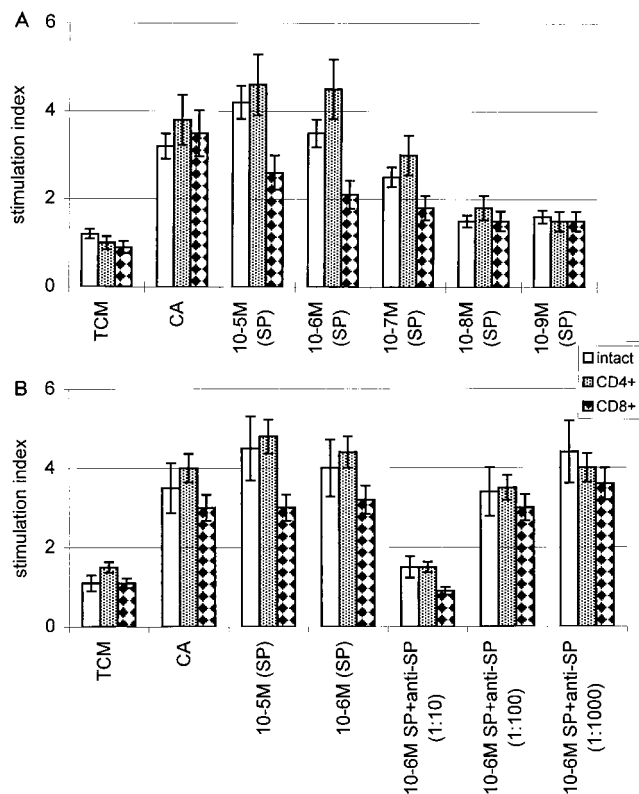 A
stimulation index
6
4
2
0
TCM
CA
10-5M
(SP)
10-6M
(SP)
10-7M
(SP)
10-8M
(SP)
10-9M
(SP)
intact
CD4+
CD8+
B
stimulation index
6
4
2
0
TCM
CA
10-5M (SP)
10-6M (SP)
10-6M SP+anti-SP
(1:10)
10-6M SP+anti-SP
(1:100)
10-6M SP+anti-SP
(1:1000)